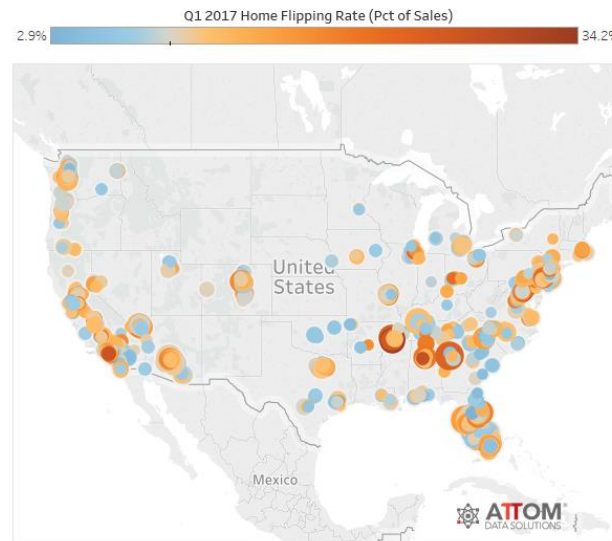 Q1 2017 Home Flipping Rate (Pct of Sales)
2.9% 34.2%
United
States
Mexico
ATTOM®
DATA SOLUTIONS